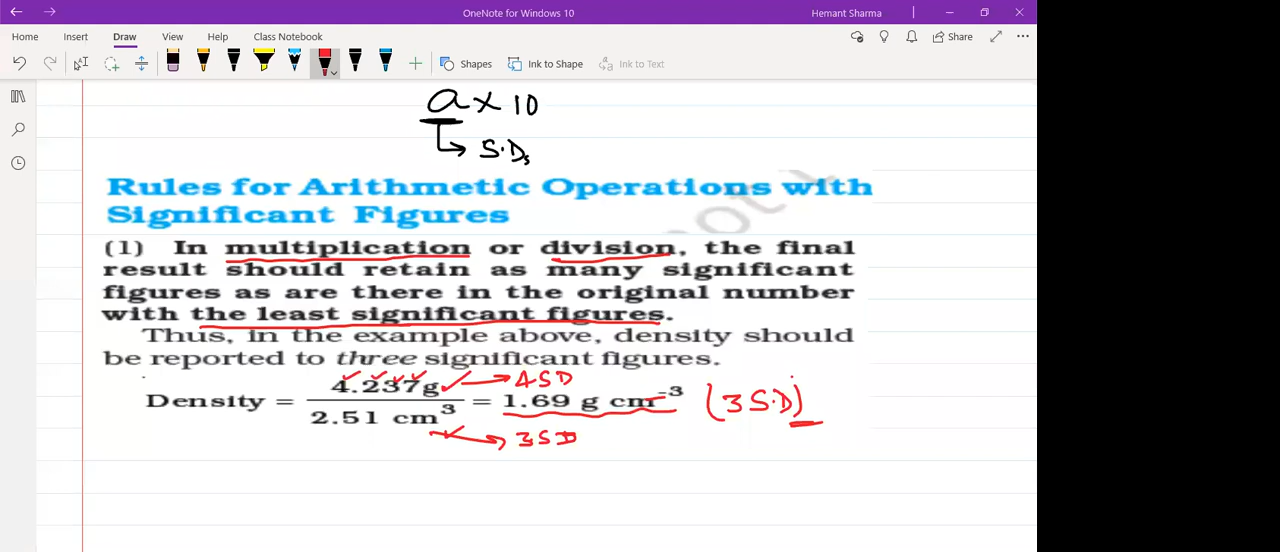 OneNote for Windows 10
Hemant Sharma
Home Insert Draw View Help Class Notebook
Share
Shapes Ink to Shape Ink to Text
a × 10
S.Ds
Rules for Arithmetic Operations with
Significant Figures
(1) In multiplication or division, the final
result should retain as many significant
figures as are there in the original number
with the least significant figures.
Thus, in the example above, density should
be reported to three significant figures.
Density = 4.237g / 2.51 cm³ = 1.69 g cm⁻³ (3 S.D)
4 SD
3 SD